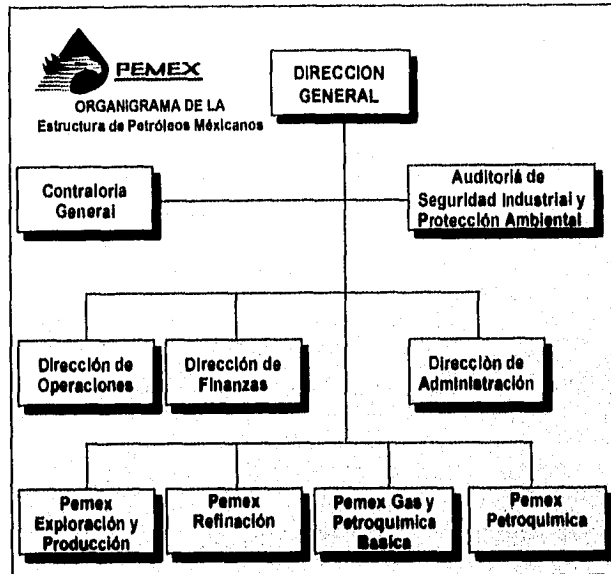 PEMEX
ORGANIGRAMA DE LA
Estructura de Petróleos Méxicanos
DIRECCION
GENERAL
Contraloria
General
Auditoriá de
Seguridad Industrial y
Protección Ambiental
Dirección de
Operaciones
Dirección de
Finanzas
Direcciòn de
Administración
Pemex
Exploración y
Producción
Pemex
Refinación
Pemex Gas y
Petroquimica
Basica
Pemex
Petroquimica